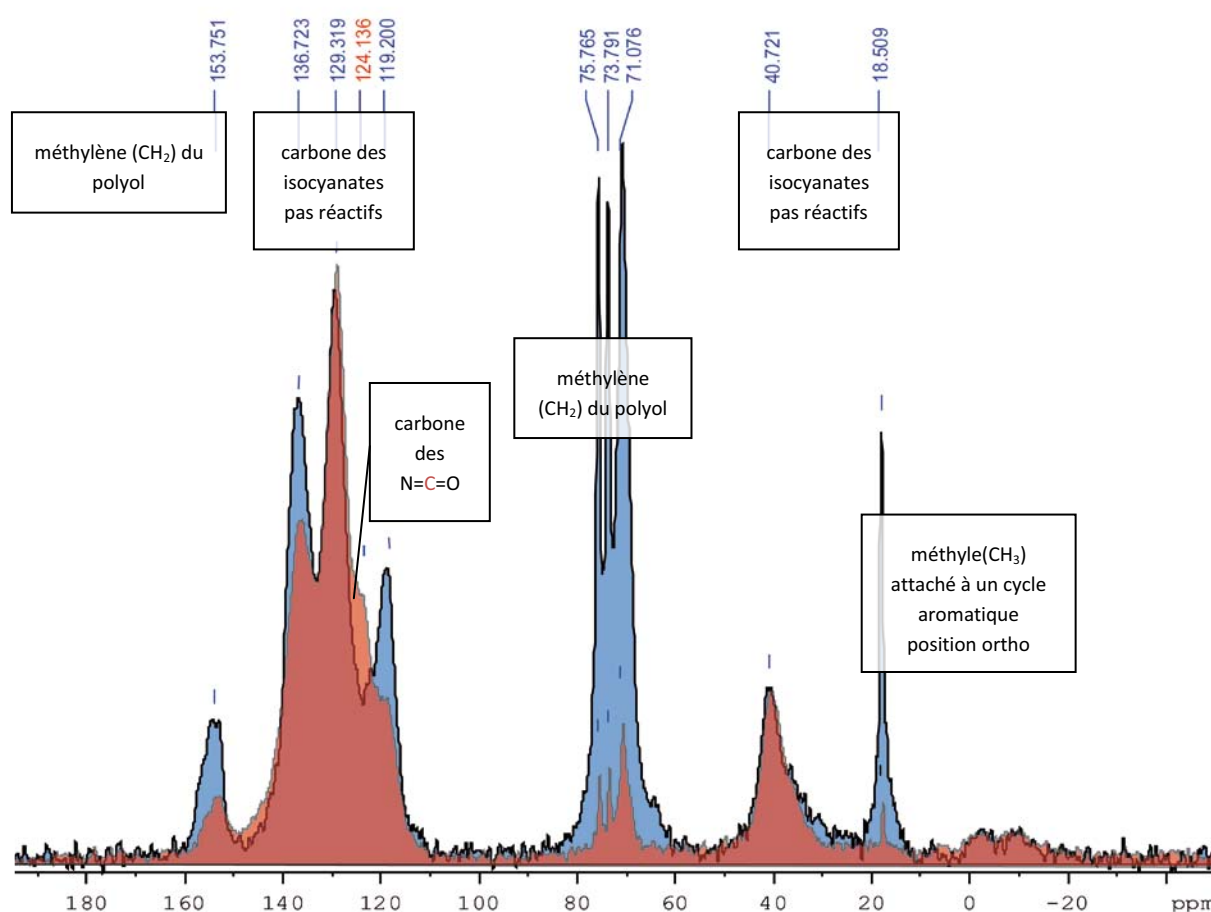 153.751
136.723
129.319
124.136
119.200
75.765
73.791
71.076
40.721
18.509
méthylène (CH₂) du
polyol
carbone des
isocyanates
pas réactifs
carbone des
isocyanates
pas réactifs
méthylène
(CH₂) du polyol
carbone
des
N=C=O
méthyle(CH₃)
attaché à un cycle
aromatique
position ortho
180 160 140 120 100 80 60 40 20 0 -20 ppm